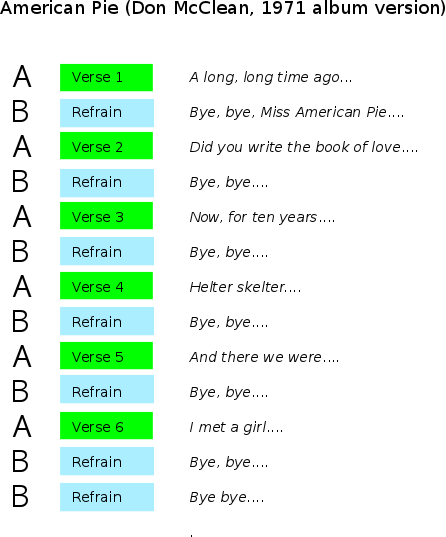 American Pie (Don McClean, 1971 album version)
A Verse 1 A long, long time ago...
B Refrain Bye, bye, Miss American Pie....
A Verse 2 Did you write the book of love....
B Refrain Bye, bye....
A Verse 3 Now, for ten years....
B Refrain Bye, bye....
A Verse 4 Helter skelter....
B Refrain Bye, bye....
A Verse 5 And there we were....
B Refrain Bye, bye....
A Verse 6 I met a girl....
B Refrain Bye, bye....
B Refrain Bye bye....
.